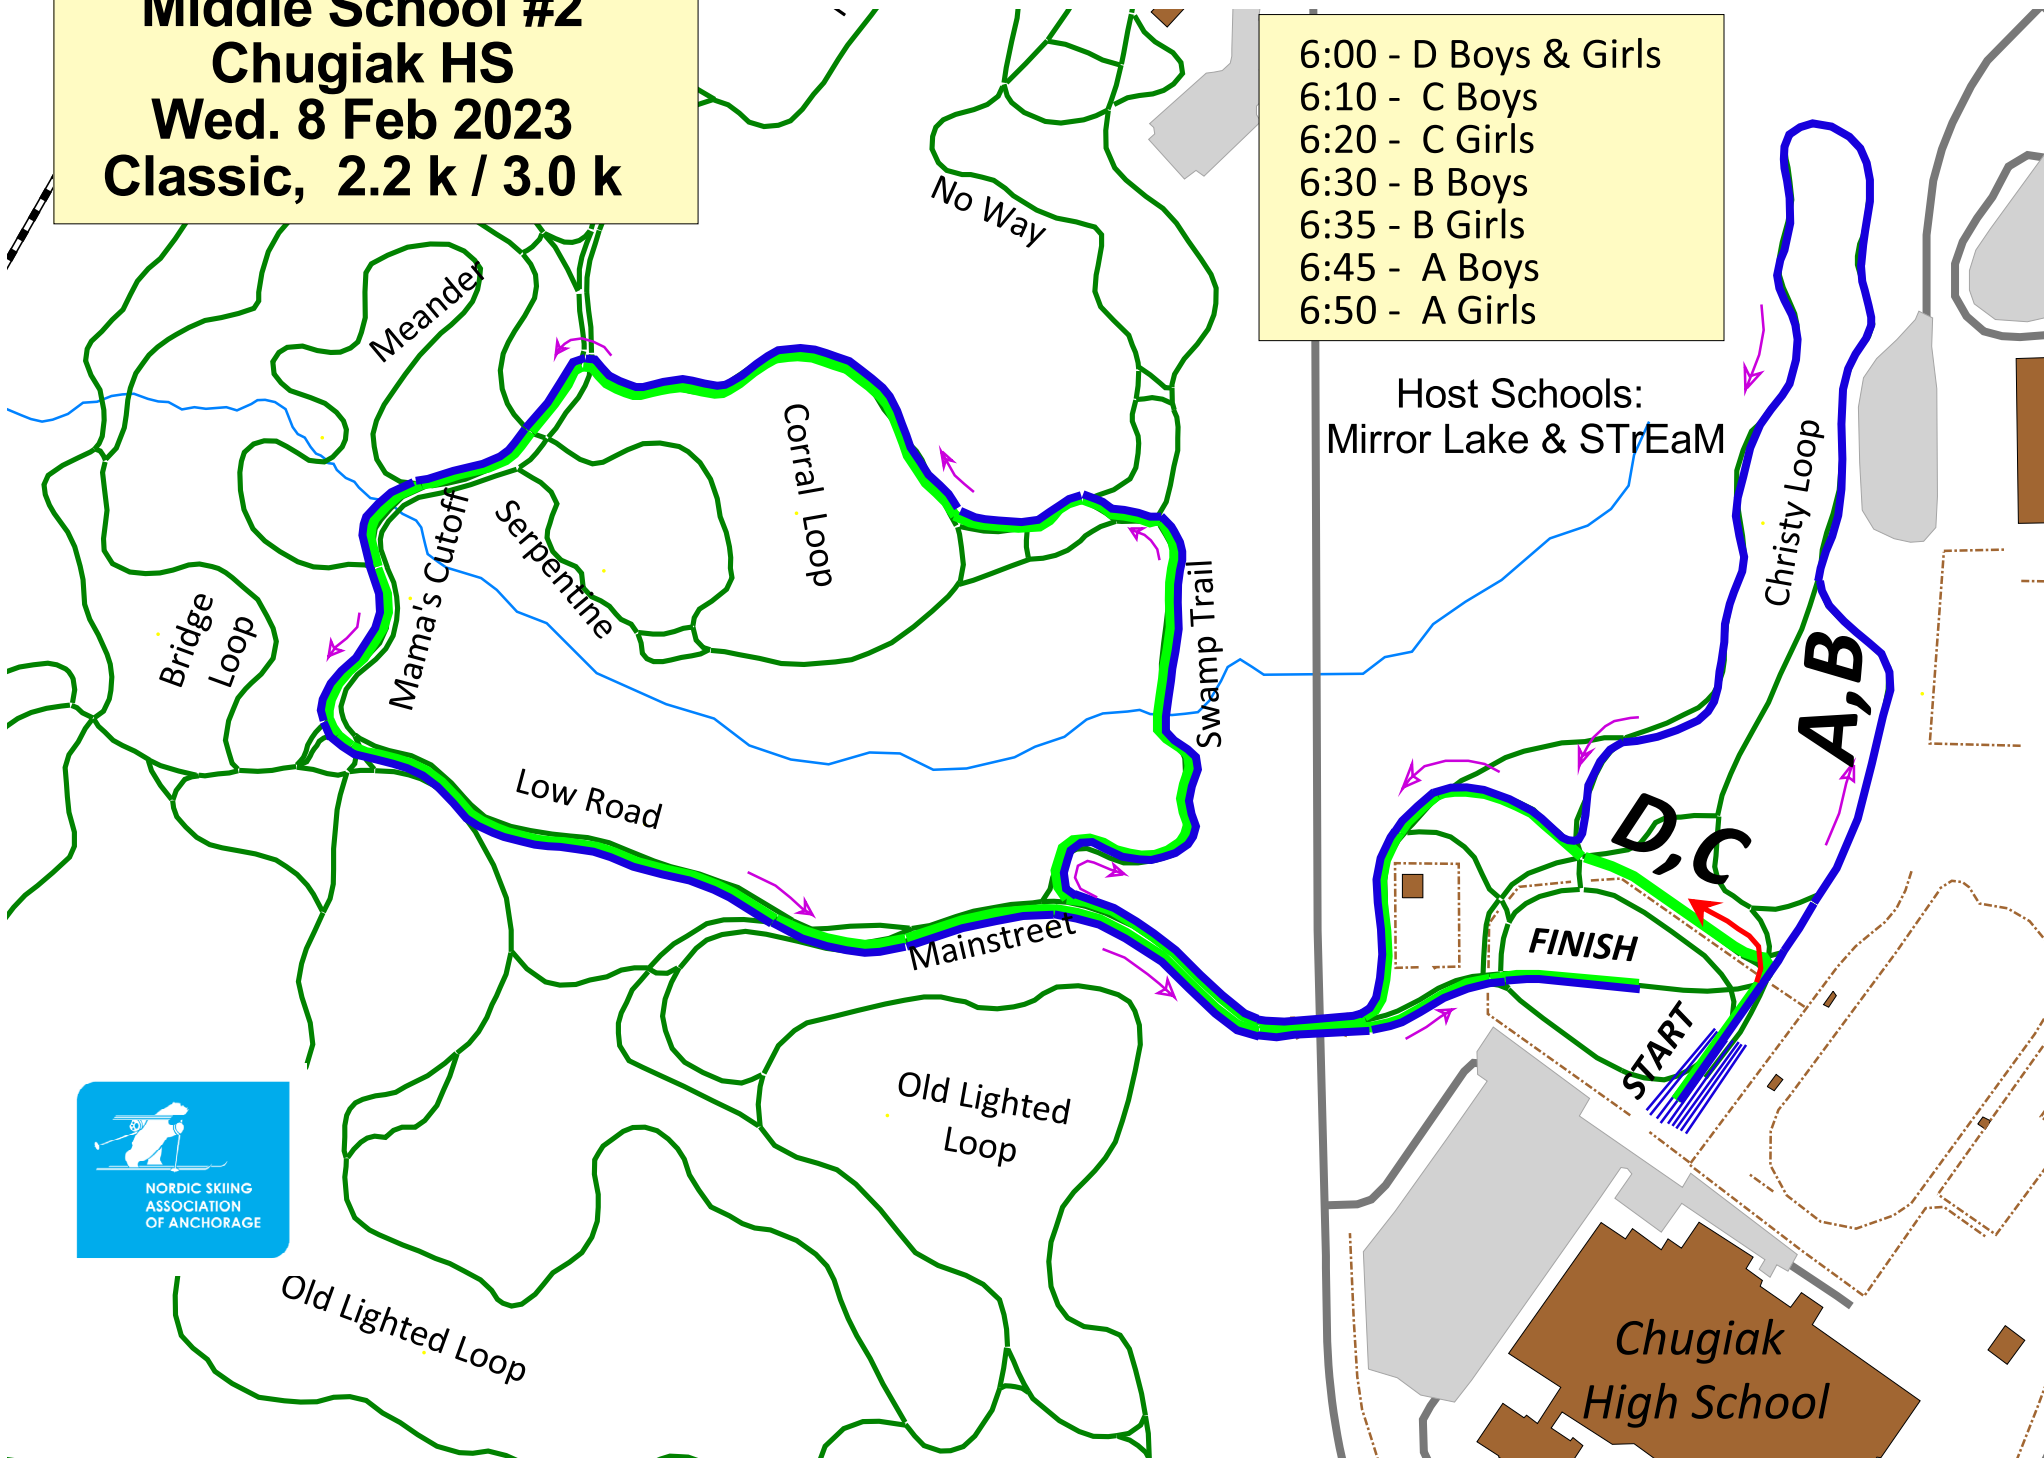 Middle School #2
Chugiak HS
Wed. 8 Feb 2023
Classic, 2.2 k / 3.0 k
6:00 - D Boys & Girls
6:10 - C Boys
6:20 - C Girls
6:30 - B Boys
6:35 - B Girls
6:45 - A Boys
6:50 - A Girls
Host Schools:
Mirror Lake & STrEaM
No Way
Meander
Corral Loop
Christy Loop
Serpentine
Mama's Cutoff
Swamp Trail
Bridge
Loop
A,B
Low Road
D,C
Mainstreet
FINISH
START
Old Lighted
Loop
NORDIC SKIING
ASSOCIATION
OF ANCHORAGE
Old Lighted Loop
Chugiak
High School